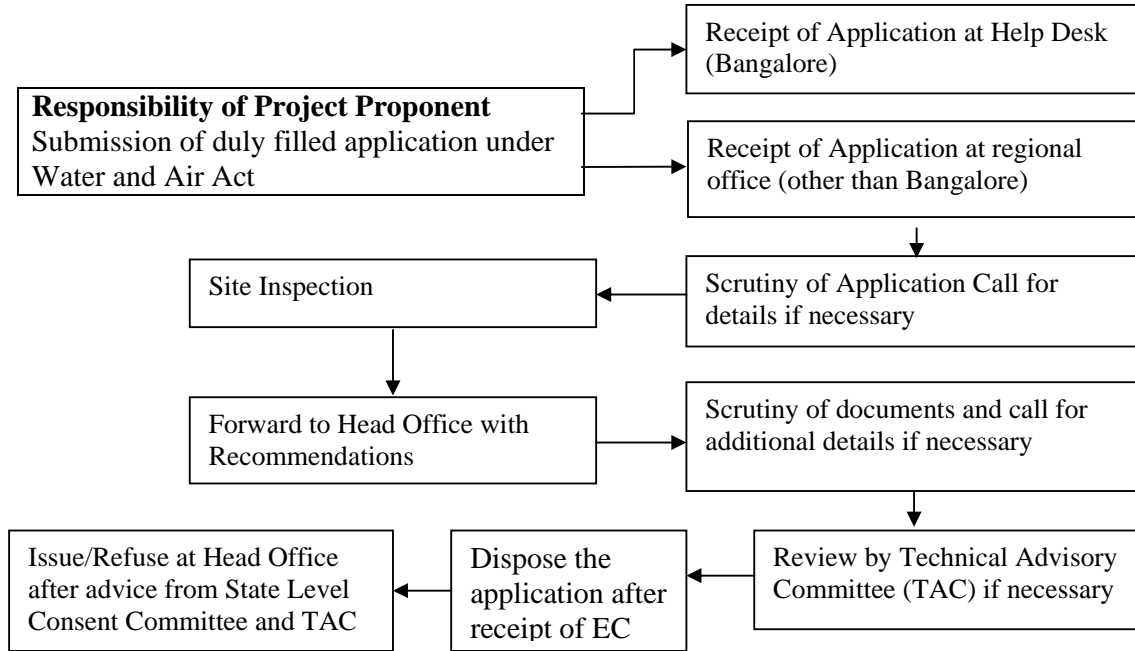 Receipt of Application at Help Desk
(Bangalore)
Responsibility of Project Proponent
Submission of duly filled application under
Water and Air Act
Receipt of Application at regional
office (other than Bangalore)
Site Inspection
Scrutiny of Application Call for
details if necessary
Forward to Head Office with
Recommendations
Scrutiny of documents and call for
additional details if necessary
Issue/Refuse at Head Office
after advice from State Level
Consent Committee and TAC
Dispose the
application after
receipt of EC
Review by Technical Advisory
Committee (TAC) if necessary